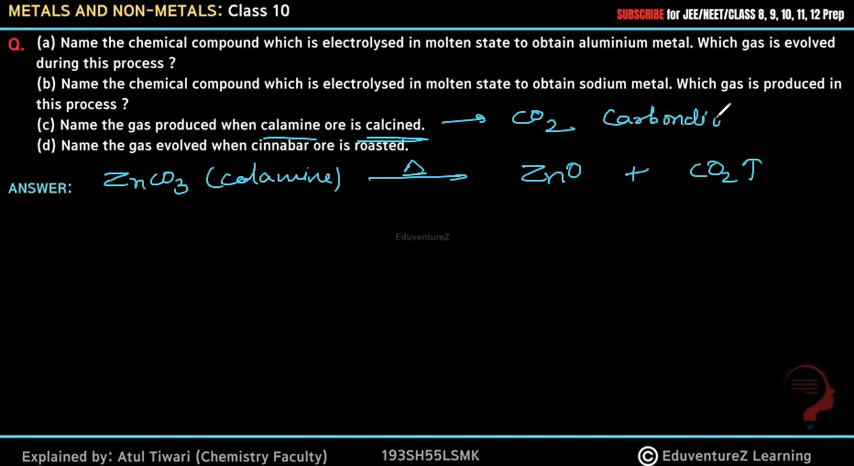 METALS AND NON-METALS: Class 10
SUBSCRIBE for JEE/NEET/CLASS 8, 9, 10, 11, 12 Prep
Q. (a) Name the chemical compound which is electrolysed in molten state to obtain aluminium metal. Which gas is evolved
during this process ?
(b) Name the chemical compound which is electrolysed in molten state to obtain sodium metal. Which gas is produced in
this process ?
(c) Name the gas produced when calamine ore is calcined. → CO₂ Carbondi
(d) Name the gas evolved when cinnabar ore is roasted.
ANSWER: ZnCO₃ (calamine) Δ→ ZnO + CO₂ ↑
EduventureZ
Explained by: Atul Tiwari (Chemistry Faculty) 193SH55LSMK © EduventureZ Learning